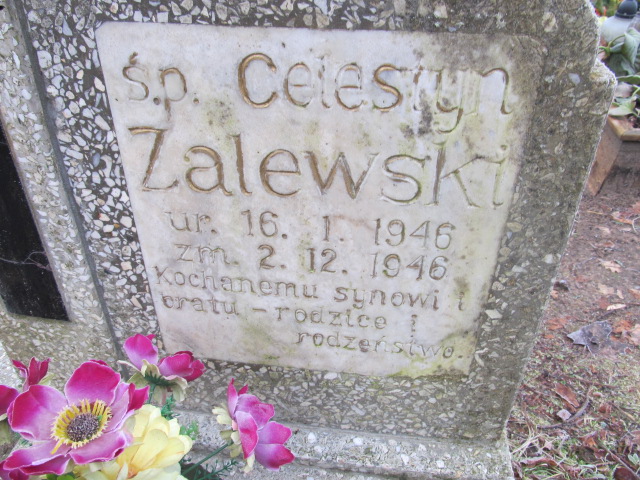 Ś.p. Celestyn
Zalewski
ur. 16. 1. 1946
zm. 2. 12. 1946
Kochanemu synowi i
bratu - rodzice i
rodzeństwo.